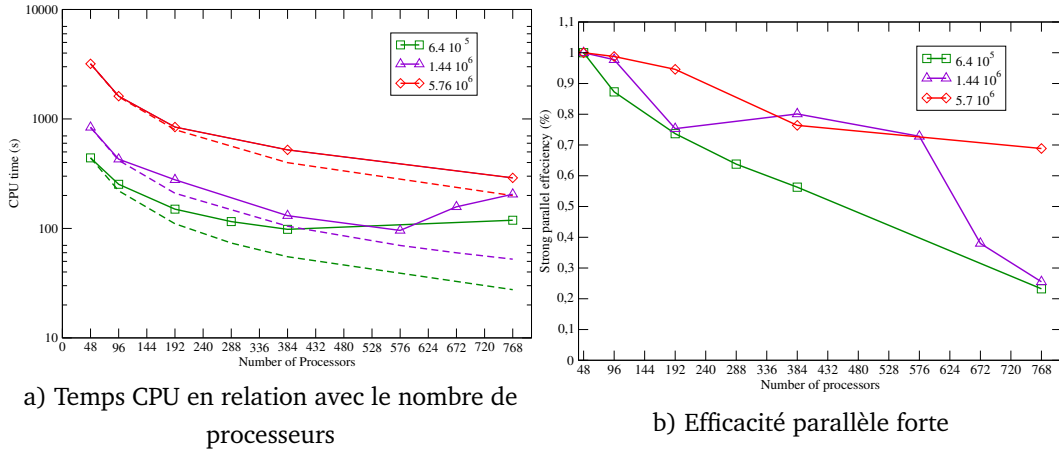 10000
1000
100
10
CPU time (s)
6.4 10^5
1.44 10^6
5.76 10^6
0 48 96 144 192 240 288 336 384 432 480 528 576 624 672 720 768
Number of Processors
a) Temps CPU en relation avec le nombre de
processeurs
1,1
1
0,9
0,8
0,7
0,6
0,5
0,4
0,3
0,2
0,1
0
Strong parallel effeciency (%)
6.4 10^5
1.44 10^6
5.7 10^6
48 96 144 192 240 288 336 384 432 480 528 576 624 672 720 768
Number of processors
b) Efficacité parallèle forte